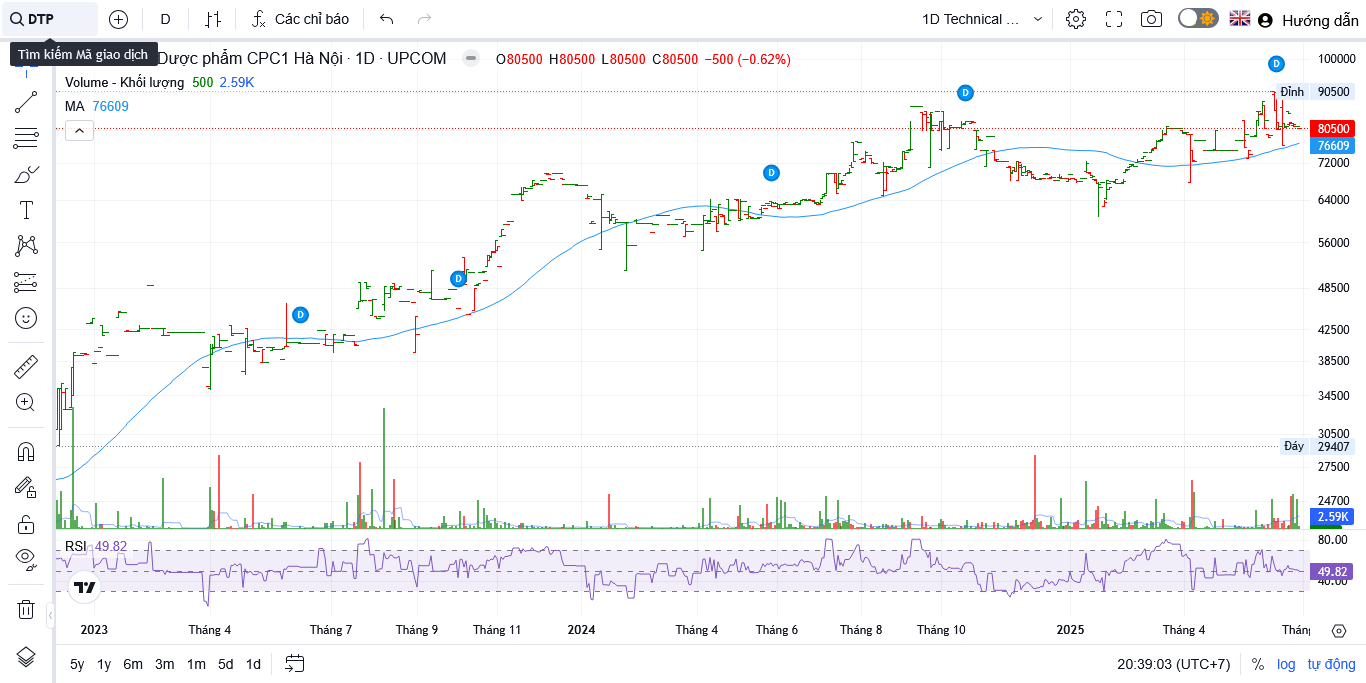 DTP D Các chỉ báo 1D Technical ... Hướng dẫn
Tìm kiếm Mã giao dịch
Dược phẩm CPC1 Hà Nội · 1D · UPCOM O80500 H80500 L80500 C80500 −500 (−0.62%)
Volume - Khối lượng 500 2.59K
MA 76609
100000
Đỉnh 90500
80500
76609
72000
64000
56000
48500
42500
38500
34500
30500
Đáy 29407
27500
24700
2.59K
RSI 49.82
80.00
49.82
40.00
D
D
D
D
D
2023 Tháng 4 Tháng 7 Tháng 9 Tháng 11 2024 Tháng 4 Tháng 6 Tháng 8 Tháng 10 2025 Tháng 4
5y 1y 6m 3m 1m 5d 1d 20:39:03 (UTC+7) % log tự động